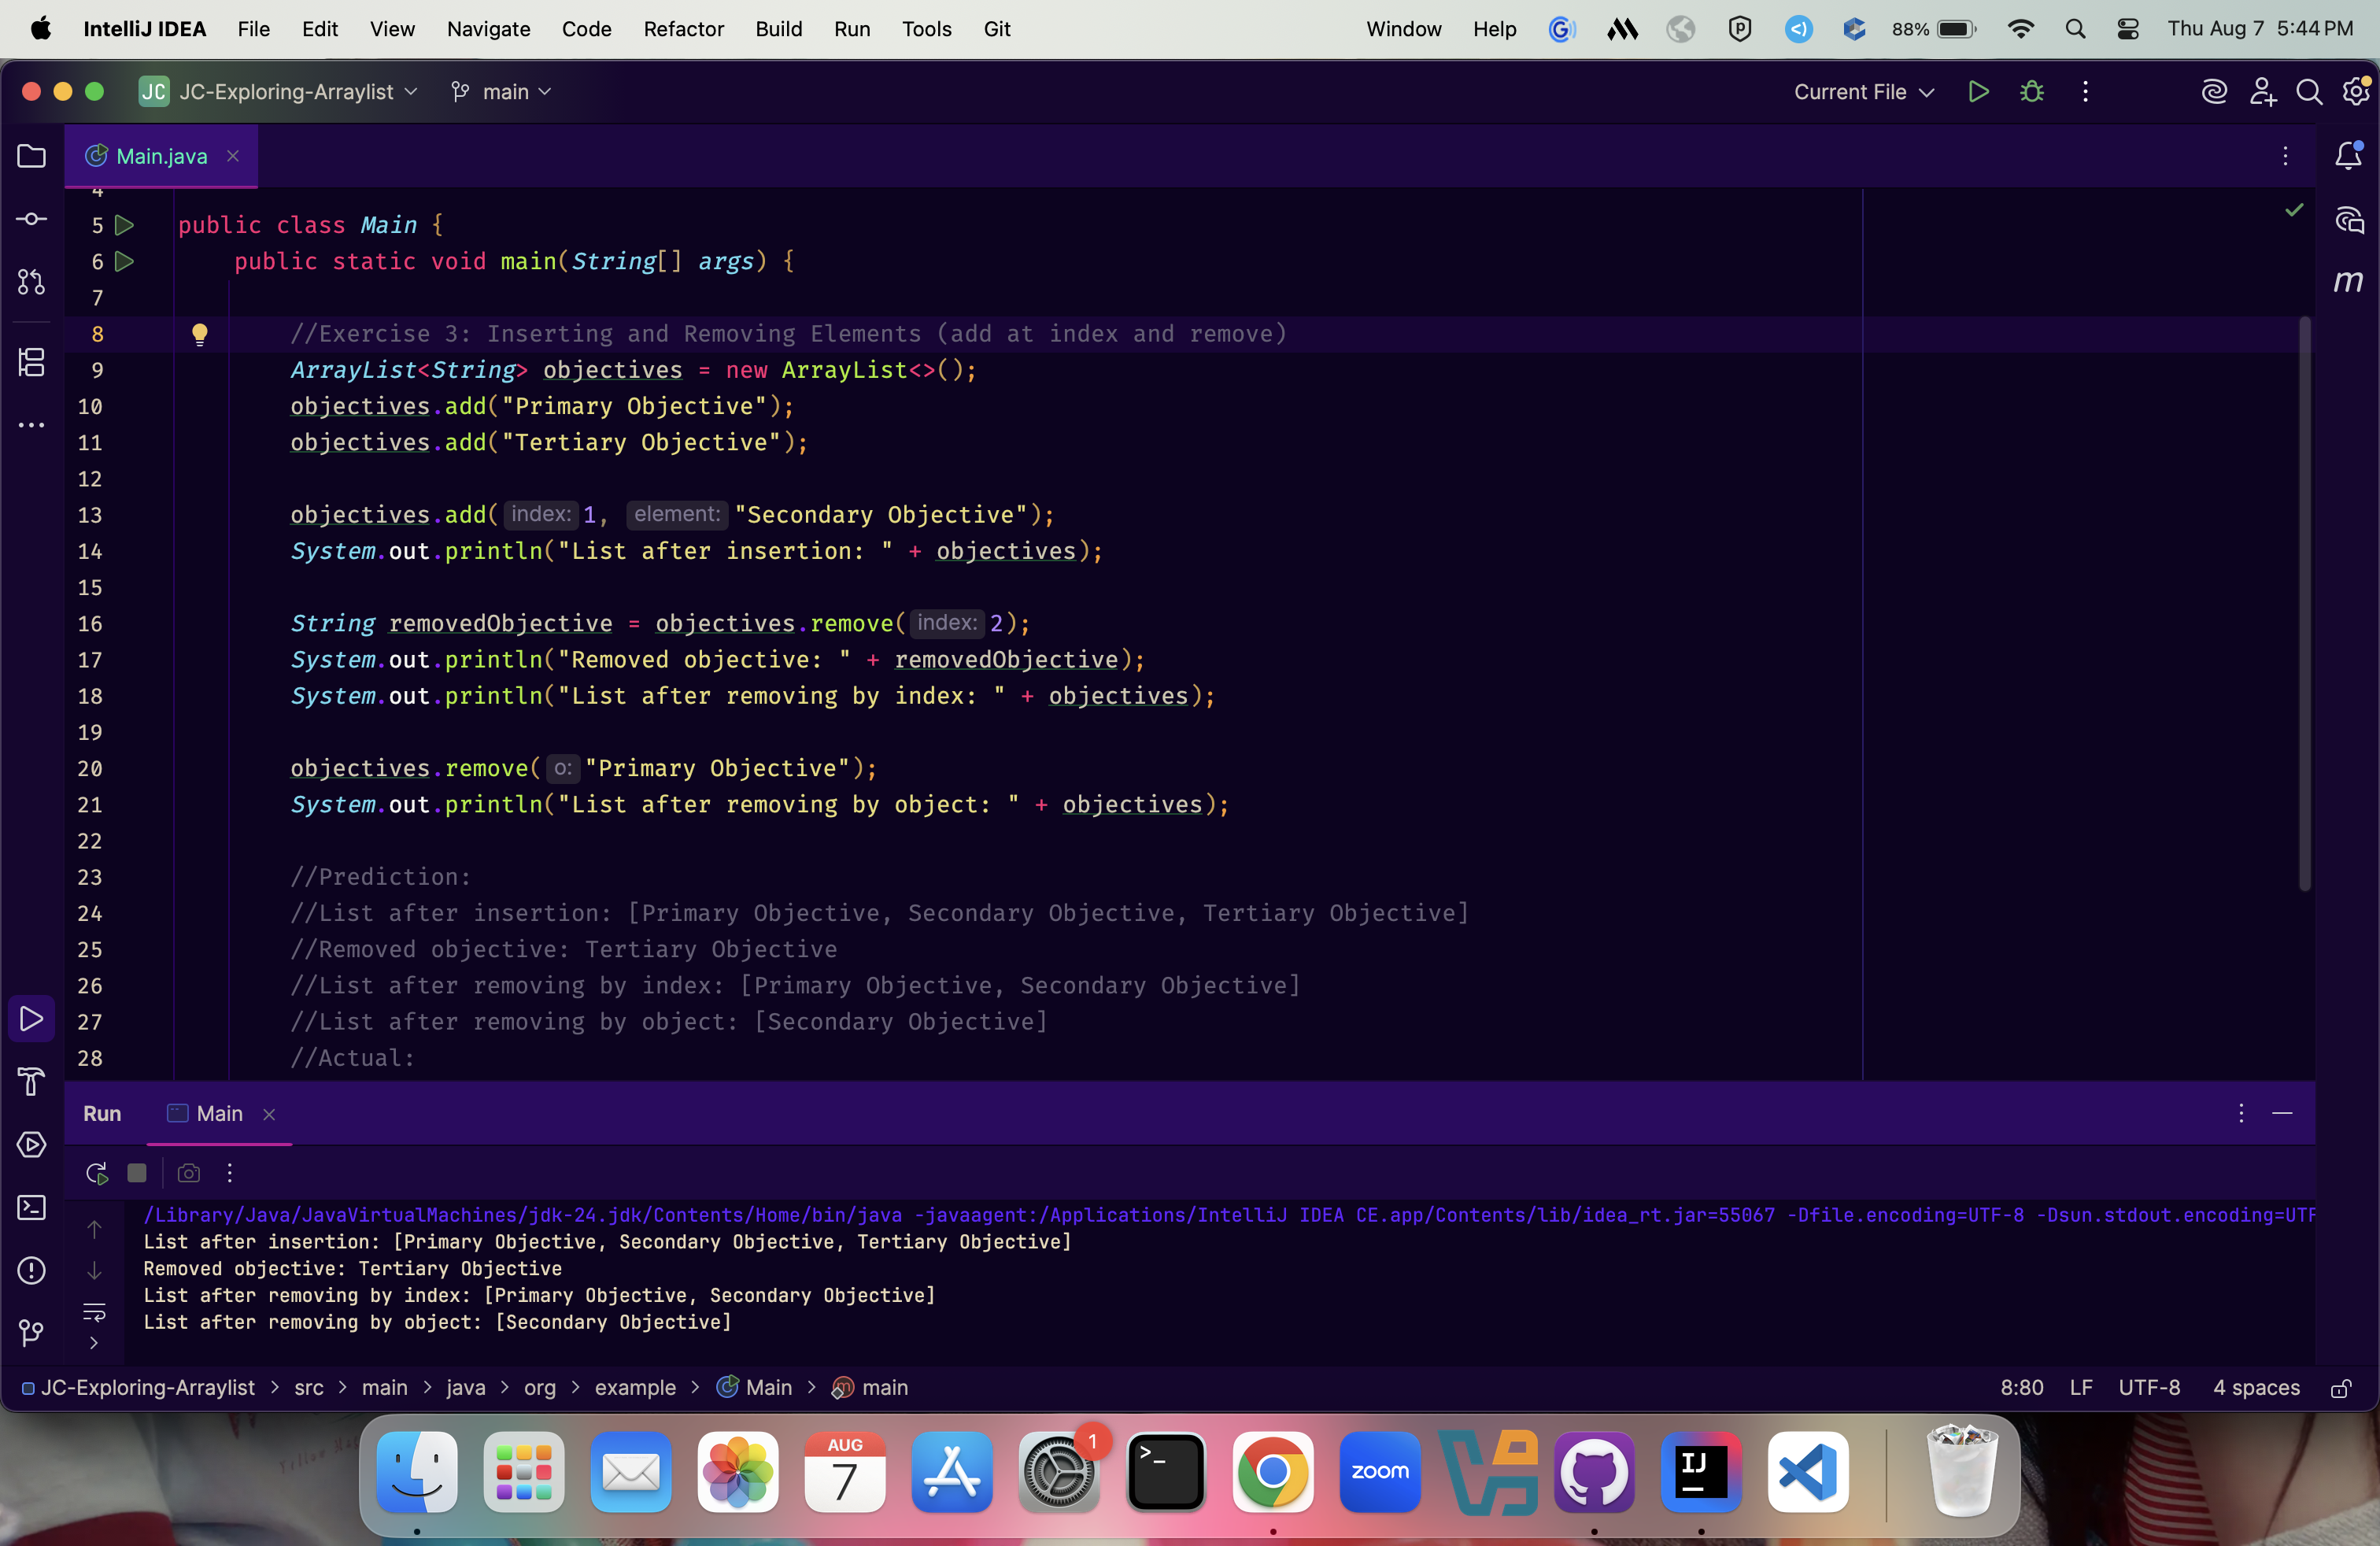 IntelliJ IDEA File Edit View Navigate Code Refactor Build Run Tools Git Window Help 88% Thu Aug 7 5:44 PM
JC JC-Exploring-Arraylist main Current File
Main.java
4
5 public class Main {
6 public static void main(String[] args) {
7
8 //Exercise 3: Inserting and Removing Elements (add at index and remove)
9 ArrayList<String> objectives = new ArrayList<>();
10 objectives.add("Primary Objective");
11 objectives.add("Tertiary Objective");
12
13 objectives.add( index: 1, element: "Secondary Objective");
14 System.out.println("List after insertion: " + objectives);
15
16 String removedObjective = objectives.remove( index: 2);
17 System.out.println("Removed objective: " + removedObjective);
18 System.out.println("List after removing by index: " + objectives);
19
20 objectives.remove( o: "Primary Objective");
21 System.out.println("List after removing by object: " + objectives);
22
23 //Prediction:
24 //List after insertion: [Primary Objective, Secondary Objective, Tertiary Objective]
25 //Removed objective: Tertiary Objective
26 //List after removing by index: [Primary Objective, Secondary Objective]
27 //List after removing by object: [Secondary Objective]
28 //Actual:
Run Main
/Library/Java/JavaVirtualMachines/jdk-24.jdk/Contents/Home/bin/java -javaagent:/Applications/IntelliJ IDEA CE.app/Contents/lib/idea_rt.jar=55067 -Dfile.encoding=UTF-8 -Dsun.stdout.encoding=UTF
List after insertion: [Primary Objective, Secondary Objective, Tertiary Objective]
Removed objective: Tertiary Objective
List after removing by index: [Primary Objective, Secondary Objective]
List after removing by object: [Secondary Objective]
JC-Exploring-Arraylist > src > main > java > org > example > Main > main 8:80 LF UTF-8 4 spaces
AUG
7
1
zoom
IJ